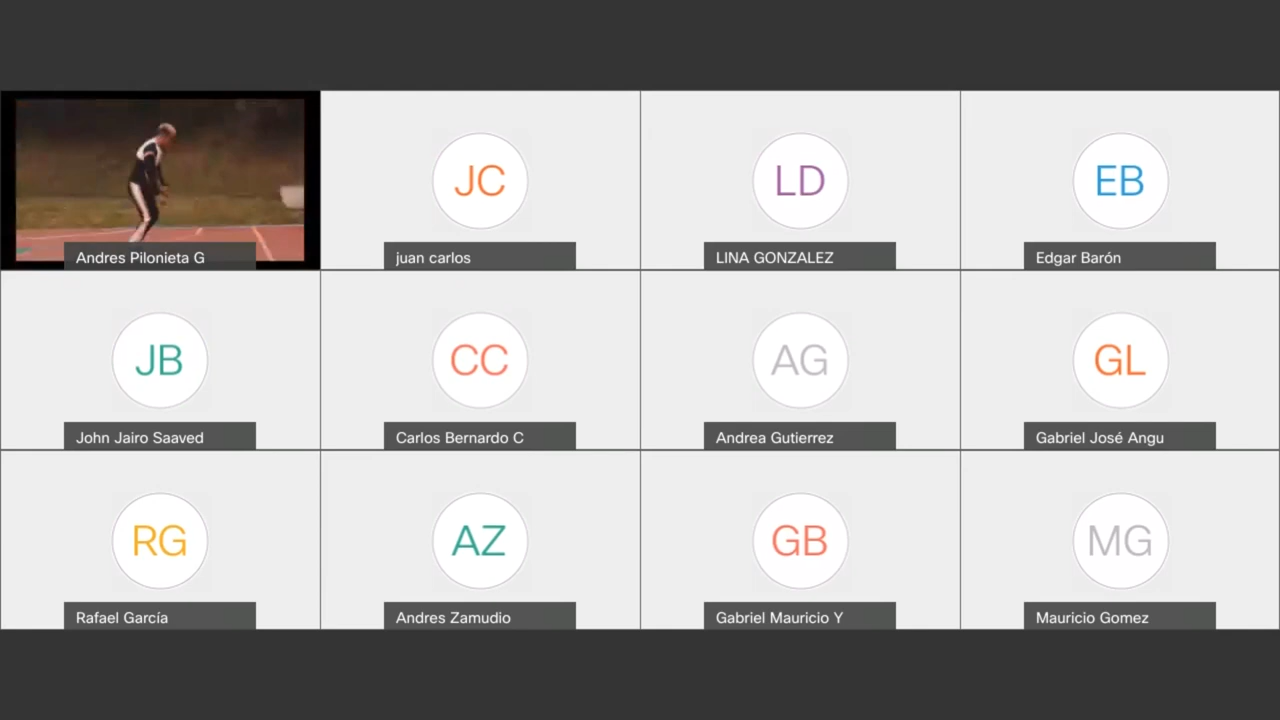 Andres Pilonieta G
JC
juan carlos
LD
LINA GONZALEZ
EB
Edgar Barón
JB
John Jairo Saaved
CC
Carlos Bernardo C
AG
Andrea Gutierrez
GL
Gabriel José Angu
RG
Rafael García
AZ
Andres Zamudio
GB
Gabriel Mauricio Y
MG
Mauricio Gomez